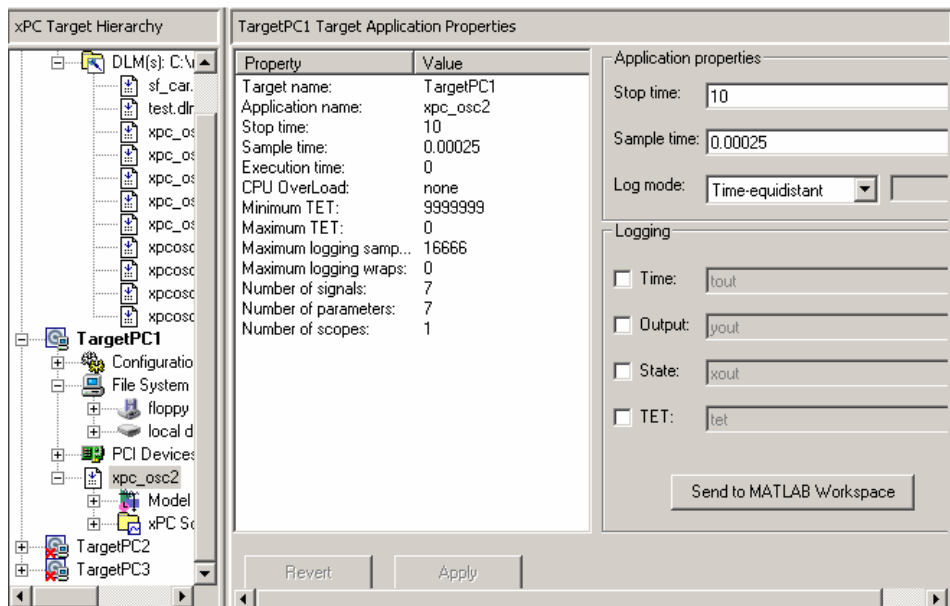 xPC Target Hierarchy
DLM(s): C:\
sf_car.
test.dlr
xpc_os
xpc_os
xpc_os
xpc_os
xpc_os
xpcosc
xpcosc
xpcosc
xpcosc
TargetPC1
Configuratio
File System
floppy
local d
PCI Devices
xpc_osc2
Model
xPC Sc
TargetPC2
TargetPC3
TargetPC1 Target Application Properties
Property Value
Target name: TargetPC1
Application name: xpc_osc2
Stop time: 10
Sample time: 0.00025
Execution time: 0
CPU OverLoad: none
Minimum TET: 9999999
Maximum TET: 0
Maximum logging samp... 16666
Maximum logging wraps: 0
Number of signals: 7
Number of parameters: 7
Number of scopes: 1
Revert Apply
Application properties
Stop time: 10
Sample time: 0.00025
Log mode: Time-equidistant
Logging
Time: tout
Output: yout
State: xout
TET: tet
Send to MATLAB Workspace